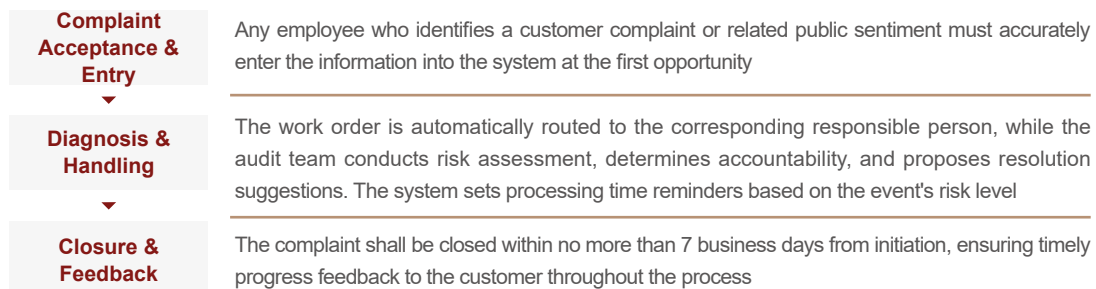 Complaint
Acceptance &
Entry
Any employee who identifies a customer complaint or related public sentiment must accurately
enter the information into the system at the first opportunity
Diagnosis &
Handling
The work order is automatically routed to the corresponding responsible person, while the
audit team conducts risk assessment, determines accountability, and proposes resolution
suggestions. The system sets processing time reminders based on the event's risk level
Closure &
Feedback
The complaint shall be closed within no more than 7 business days from initiation, ensuring timely
progress feedback to the customer throughout the process